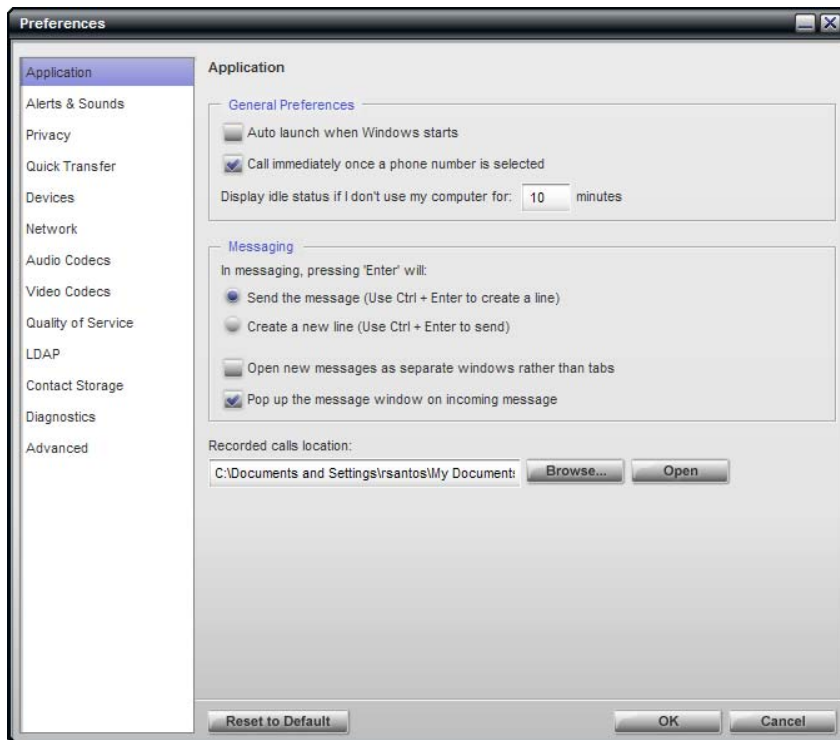 Preferences
Application
Alerts & Sounds
Privacy
Quick Transfer
Devices
Network
Audio Codecs
Video Codecs
Quality of Service
LDAP
Contact Storage
Diagnostics
Advanced
Application
General Preferences
Auto launch when Windows starts
Call immediately once a phone number is selected
Display idle status if I don't use my computer for: 10 minutes
Messaging
In messaging, pressing 'Enter' will:
Send the message (Use Ctrl + Enter to create a line)
Create a new line (Use Ctrl + Enter to send)
Open new messages as separate windows rather than tabs
Pop up the message window on incoming message
Recorded calls location:
C:\Documents and Settings\rsantos\My Documents Browse... Open
Reset to Default OK Cancel